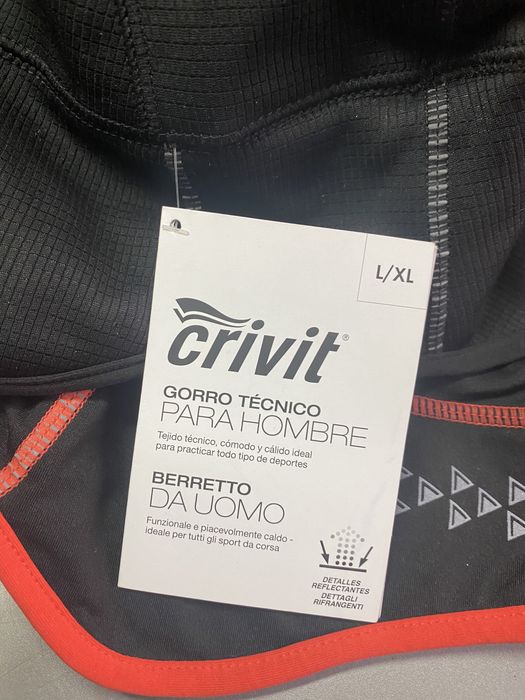 L/XL
crivit®
GORRO TÉCNICO
PARA HOMBRE
Tejido técnico, cómodo y cálido ideal
para practicar todo tipo de deportes
BERRETTO
DA UOMO
Funzionale e piacevolmente caldo -
ideale per tutti gli sport da corsa
DETALLES
REFLECTANTES
DETTAGLI
RIFRANGENTI